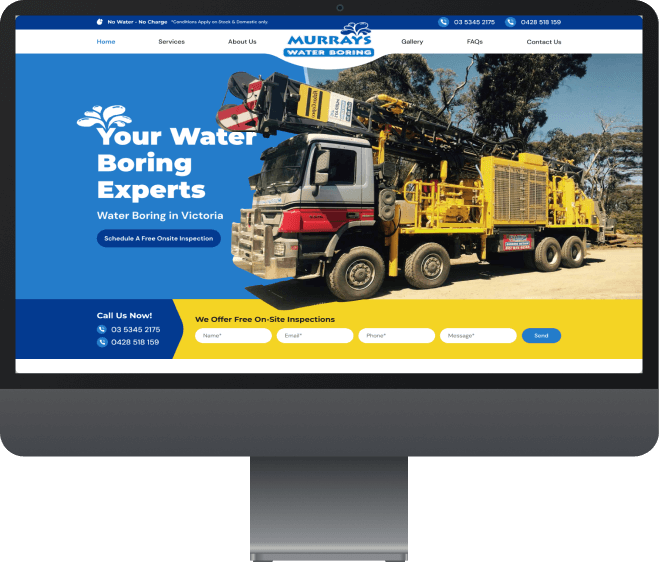 No Water - No Charge *Conditions Apply on Stock & Domestic only.
03 5345 2175
0428 518 159
Home
Services
About Us
MURRAYS
WATER BORING
Gallery
FAQs
Contact Us
Your Water
Boring
Experts
Water Boring in Victoria
Schedule A Free Onsite Inspection
Call Us Now!
03 5345 2175
0428 518 159
We Offer Free On-Site Inspections
Name*
Email*
Phone*
Message*
Send